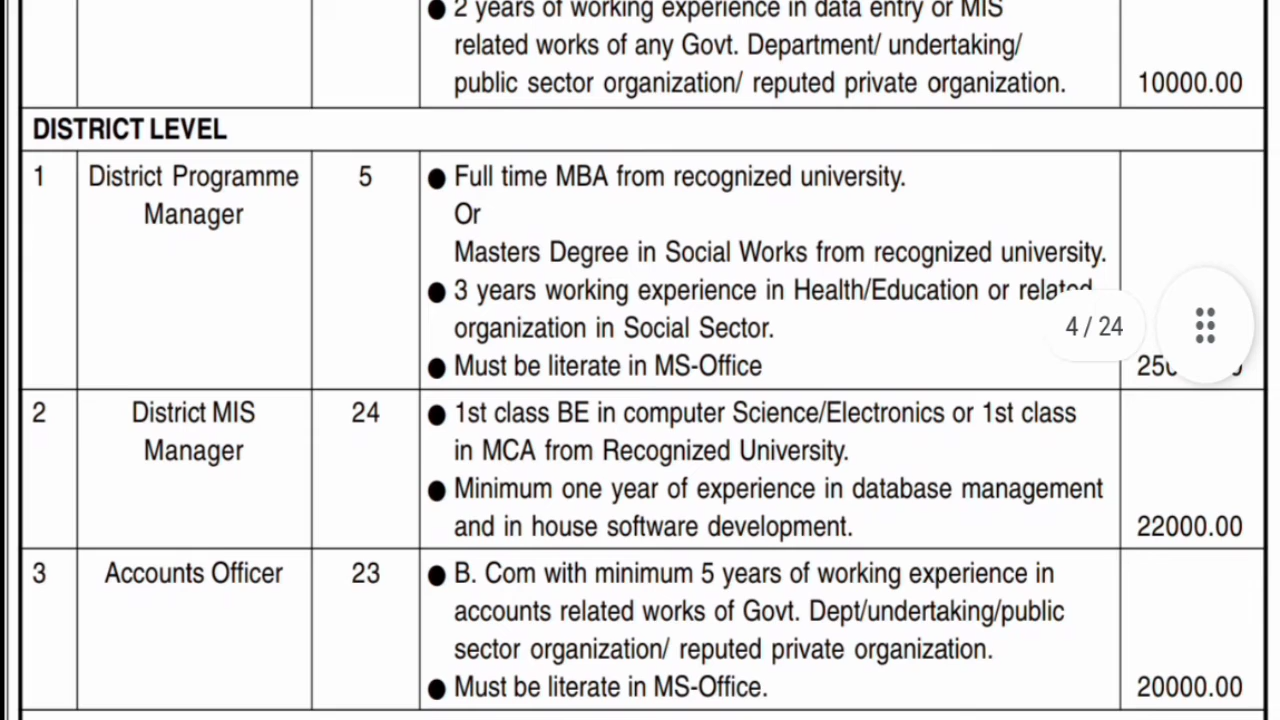 2 years of working experience in data entry or MIS
related works of any Govt. Department/ undertaking/
public sector organization/ reputed private organization. 10000.00
DISTRICT LEVEL
1 District Programme 5 ● Full time MBA from recognized university.
Manager Or
Masters Degree in Social Works from recognized university.
● 3 years working experience in Health/Education or related
4 / 24
organization in Social Sector.
● Must be literate in MS-Office
2 District MIS 24 ● 1st class BE in computer Science/Electronics or 1st class
Manager in MCA from Recognized University.
● Minimum one year of experience in database management
and in house software development. 22000.00
3 Accounts Officer 23 ● B. Com with minimum 5 years of working experience in
accounts related works of Govt. Dept/undertaking/public
sector organization/ reputed private organization.
● Must be literate in MS-Office. 20000.00